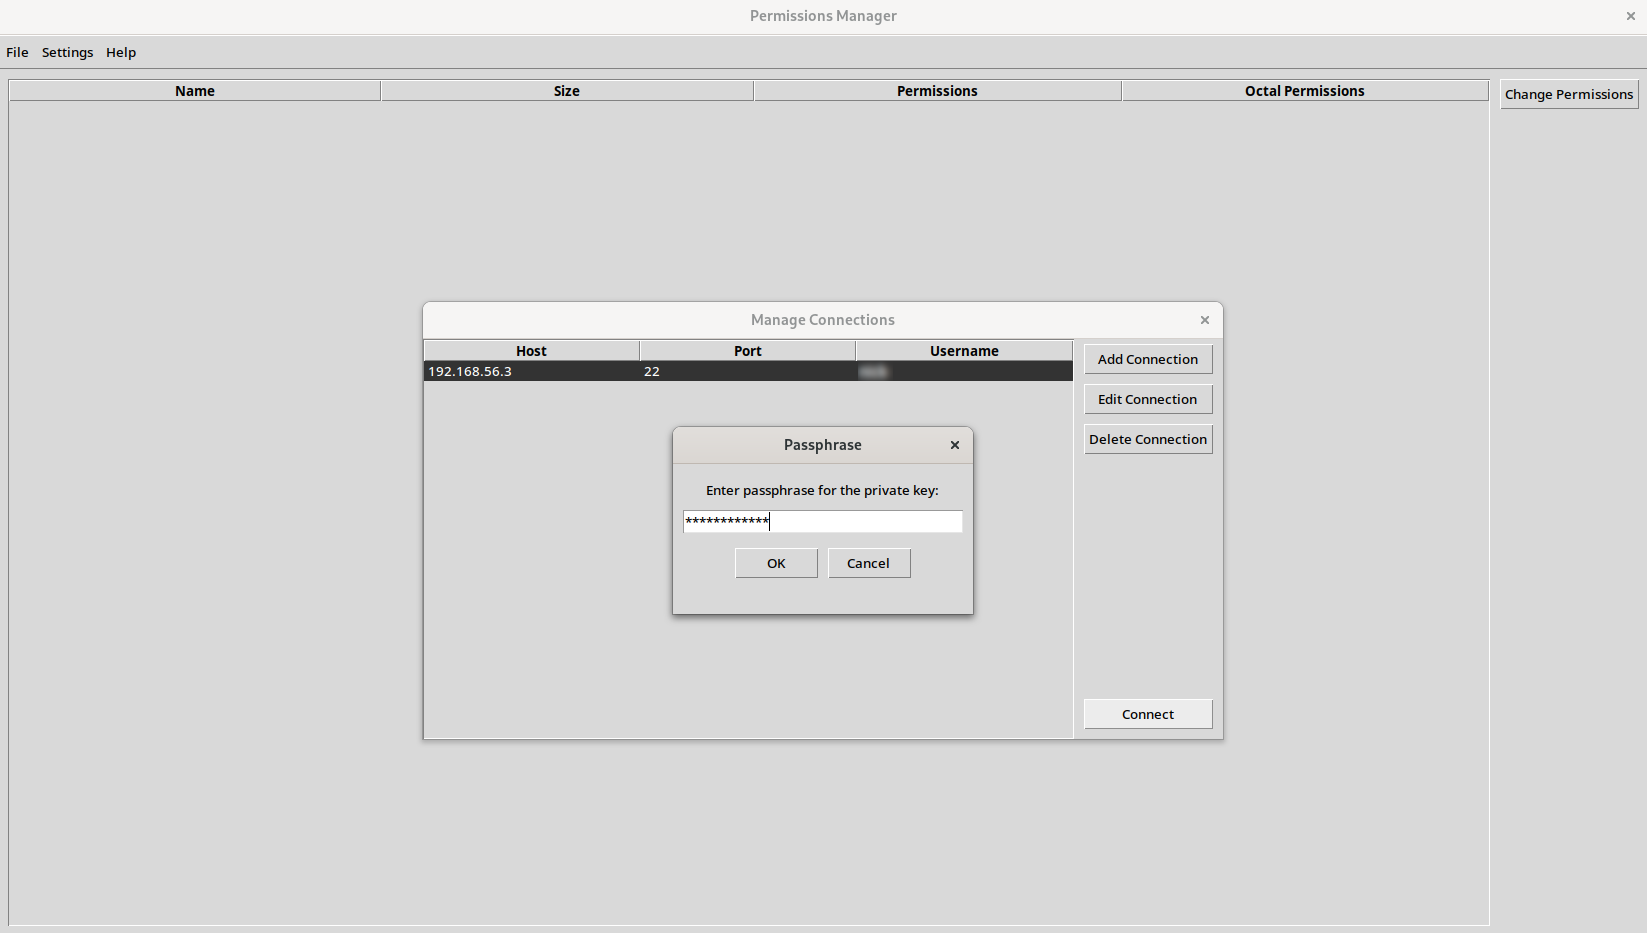 Permissions Manager
File Settings Help
Name Size Permissions Octal Permissions
Change Permissions
Manage Connections
Host Port Username
192.168.56.3 22
Add Connection
Edit Connection
Delete Connection
Passphrase
Enter passphrase for the private key:
************
OK Cancel
Connect